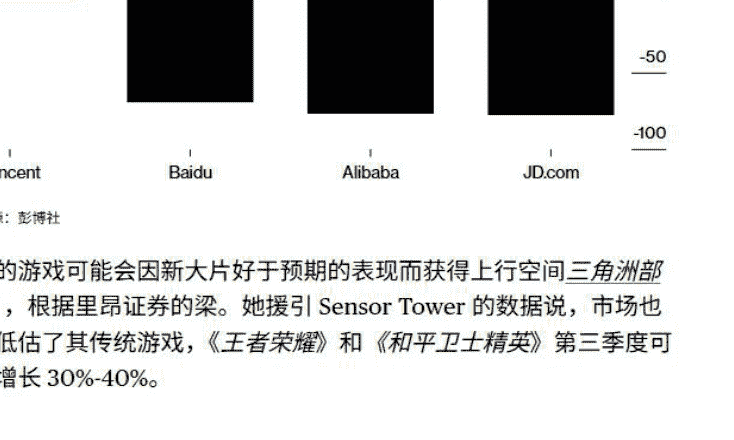 -50
-100
ncent Baidu Alibaba JD.com
：彭博社
的游戏可能会因新大片好于预期的表现而获得上行空间三角洲部
，根据里昂证券的梁。她援引 Sensor Tower 的数据说，市场也
低估了其传统游戏，《王者荣耀》和《和平卫士精英》第三季度可
增长 30%-40%。